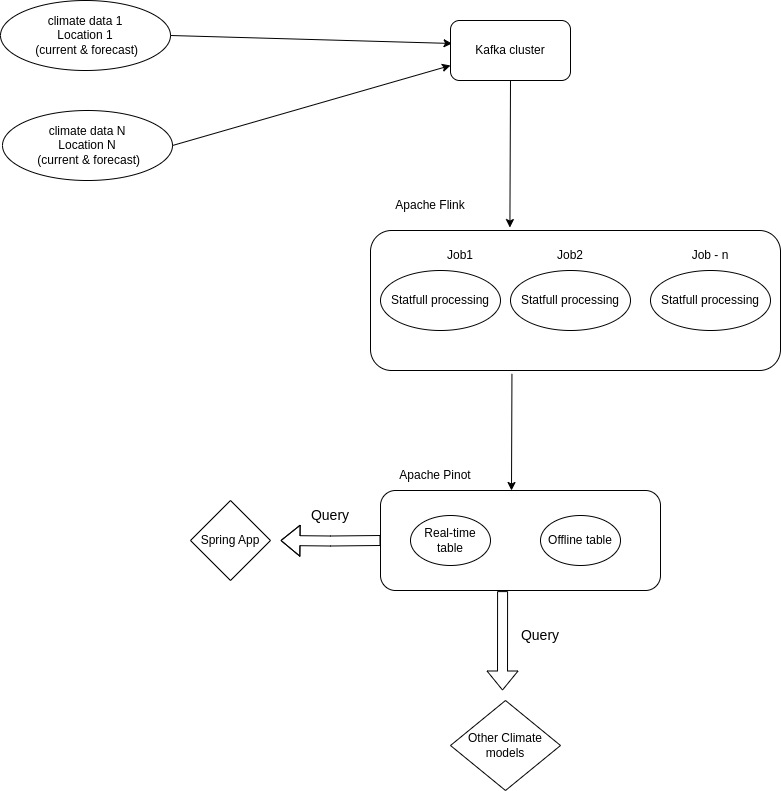 climate data 1
Location 1
(current & forecast)
Kafka cluster
climate data N
Location N
(current & forecast)
Apache Flink
Job1
Job2
Job - n
Statfull processing
Statfull processing
Statfull processing
Apache Pinot
Query
Spring App
Real-time
table
Offline table
Query
Other Climate
models